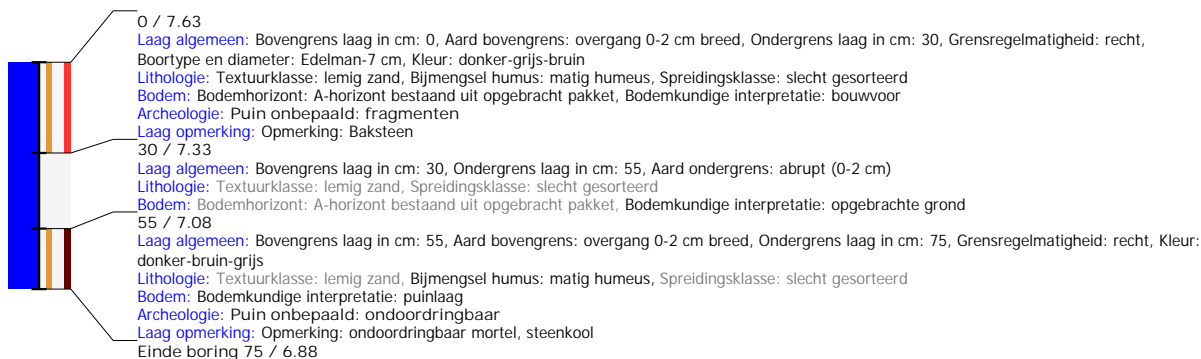 0 / 7.63
Laag algemeen: Bovengrens laag in cm: 0, Aard bovengrens: overgang 0-2 cm breed, Ondergrens laag in cm: 30, Grensregelmatigheid: recht,
Boortype en diameter: Edelman-7 cm, Kleur: donker-grijs-bruin
Lithologie: Textuurklasse: lemig zand, Bijmengsel humus: matig humeus, Spreidingsklasse: slecht gesorteerd
Bodem: Bodemhorizont: A-horizont bestaand uit opgebracht pakket, Bodemkundige interpretatie: bouwvoor
Archeologie: Puin onbepaald: fragmenten
Laag opmerking: Opmerking: Baksteen
30 / 7.33
Laag algemeen: Bovengrens laag in cm: 30, Ondergrens laag in cm: 55, Aard ondergrens: abrupt (0-2 cm)
Lithologie: Textuurklasse: lemig zand, Spreidingsklasse: slecht gesorteerd
Bodem: Bodemhorizont: A-horizont bestaand uit opgebracht pakket, Bodemkundige interpretatie: opgebrachte grond
55 / 7.08
Laag algemeen: Bovengrens laag in cm: 55, Aard bovengrens: overgang 0-2 cm breed, Ondergrens laag in cm: 75, Grensregelmatigheid: recht, Kleur:
donker-bruin-grijs
Lithologie: Textuurklasse: lemig zand, Bijmengsel humus: matig humeus, Spreidingsklasse: slecht gesorteerd
Bodem: Bodemkundige interpretatie: puinlaag
Archeologie: Puin onbepaald: ondoordringbaar
Laag opmerking: Opmerking: ondoordringbaar mortel, steenkool
Einde boring 75 / 6.88